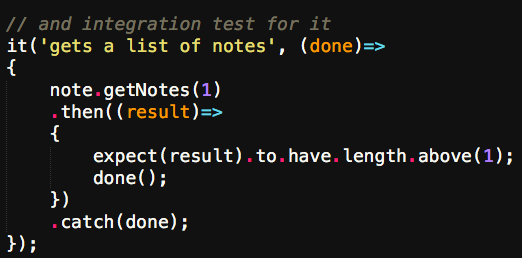 // and integration test for it
it('gets a list of notes', (done)=>
{
    note.getNotes(1)
    .then((result)=>
    {
        expect(result).to.have.length.above(1);
        done();
    })
    .catch(done);
});